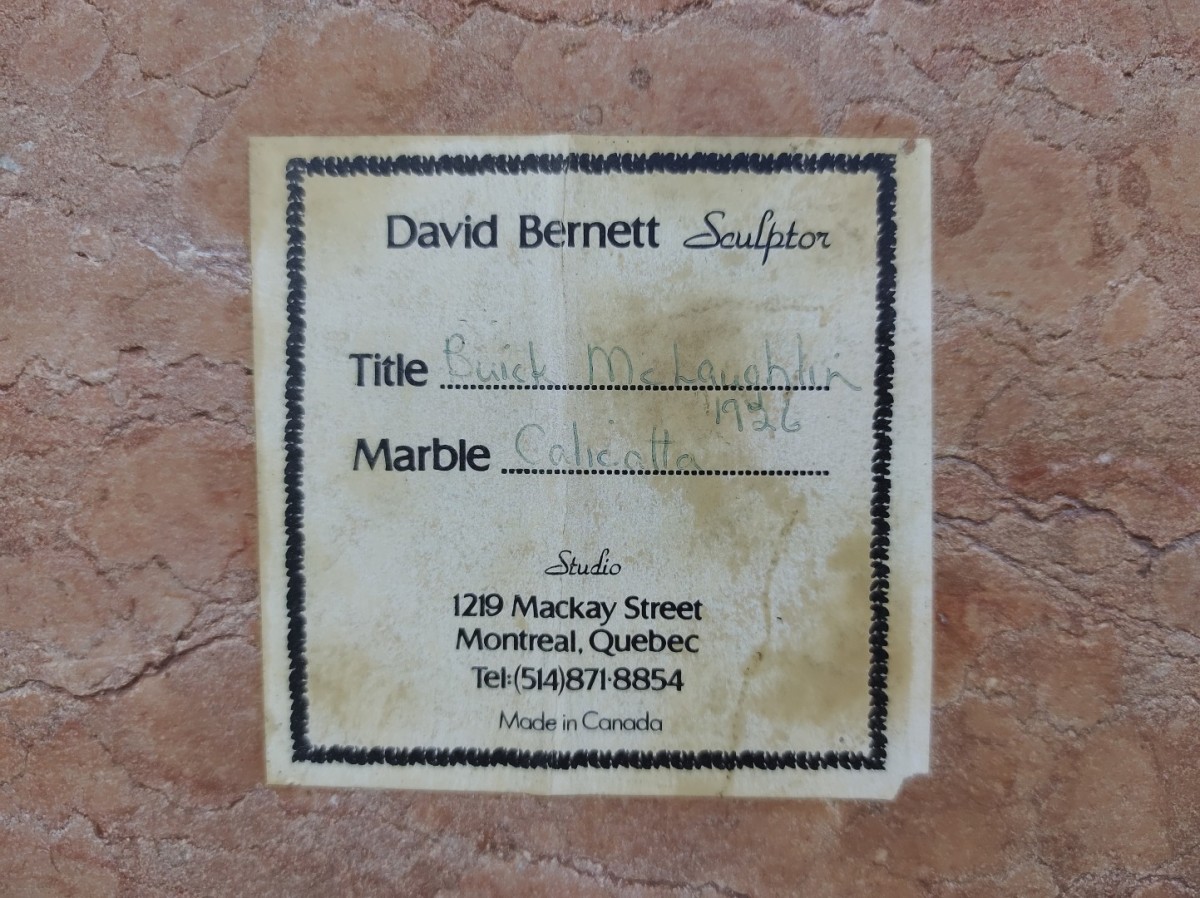 David Bernett Sculptor
Title Buick McLaughlin
1926
Marble Calicatta
Studio
1219 Mackay Street
Montreal, Quebec
Tel:(514)871-8854
Made in Canada